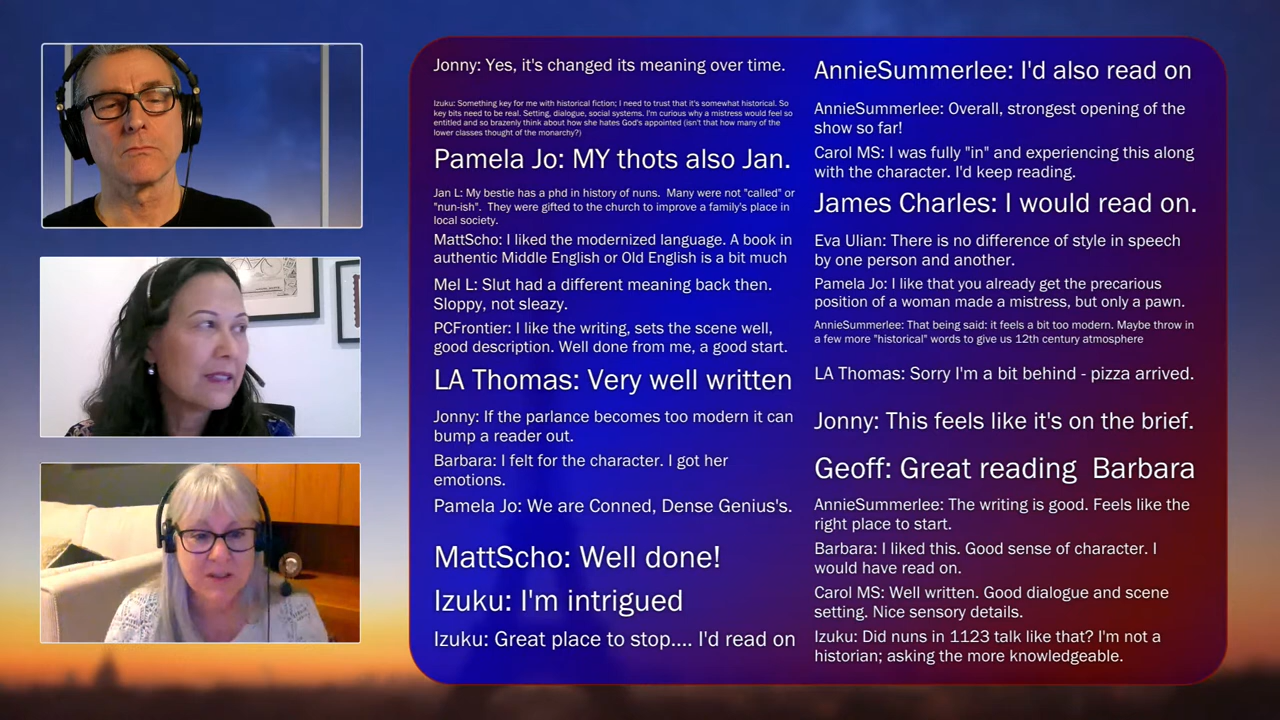 Jonny: Yes, it's changed its meaning over time.
Izuku: Something key for me with historical fiction; I need to trust that it's somewhat historical. So
key bits need to be real. Setting, dialogue, social systems. I'm curious why a mistress would feel so
entitled and so brazenly think about how she hates God's appointed (isn't that how many of the
lower classes thought of the monarchy?)
Pamela Jo: MY thots also Jan.
Jan L: My bestie has a phd in history of nuns.  Many were not "called" or
"nun-ish".  They were gifted to the church to improve a family's place in
local society.
MattScho: I liked the modernized language. A book in
authentic Middle English or Old English is a bit much
Mel L: Slut had a different meaning back then.
Sloppy, not sleazy.
PCFrontier: I like the writing, sets the scene well,
good description. Well done from me, a good start.
LA Thomas: Very well written
Jonny: If the parlance becomes too modern it can
bump a reader out.
Barbara: I felt for the character. I got her
emotions.
Pamela Jo: We are Conned, Dense Genius's.
MattScho: Well done!
Izuku: I'm intrigued
Izuku: Great place to stop.... I'd read on
AnnieSummerlee: I'd also read on
AnnieSummerlee: Overall, strongest opening of the
show so far!
Carol MS: I was fully "in" and experiencing this along
with the character. I'd keep reading.
James Charles: I would read on.
Eva Ulian: There is no difference of style in speech
by one person and another.
Pamela Jo: I like that you already get the precarious
position of a woman made a mistress, but only a pawn.
AnnieSummerlee: That being said: it feels a bit too modern. Maybe throw in
a few more "historical" words to give us 12th century atmosphere
LA Thomas: Sorry I'm a bit behind - pizza arrived.
Jonny: This feels like it's on the brief.
Geoff: Great reading  Barbara
AnnieSummerlee: The writing is good. Feels like the
right place to start.
Barbara: I liked this. Good sense of character. I
would have read on.
Carol MS: Well written. Good dialogue and scene
setting. Nice sensory details.
Izuku: Did nuns in 1123 talk like that? I'm not a
historian; asking the more knowledgeable.